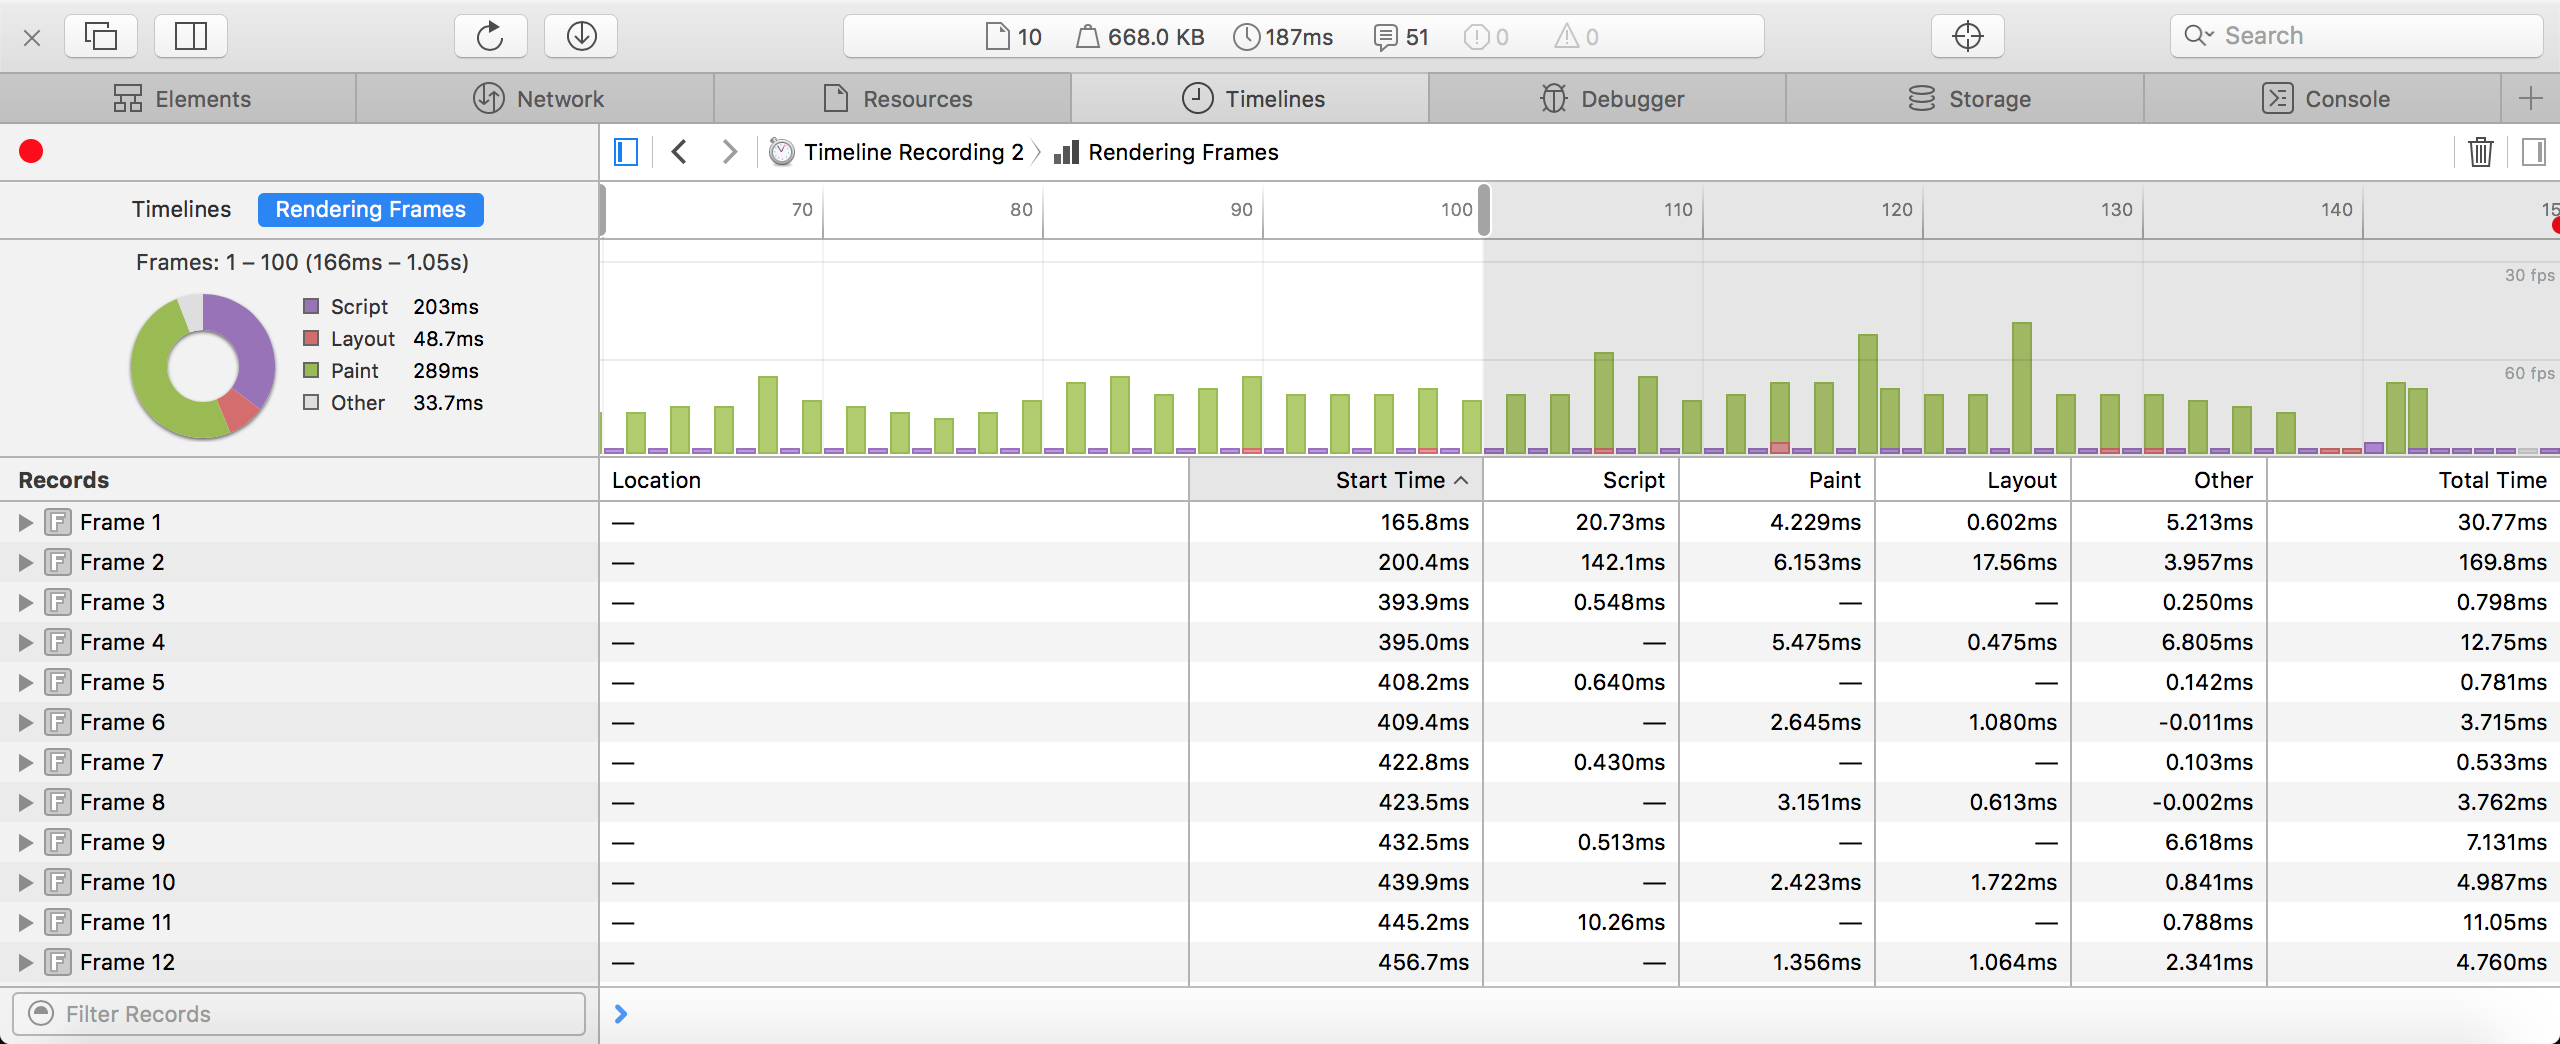 10 668.0 KB 187ms 51 0 0 Search
Elements Network Resources Timelines Debugger Storage Console
Timeline Recording 2 Rendering Frames
Timelines Rendering Frames
70 80 90 100 110 120 130 140 15
Frames: 1 – 100 (166ms – 1.05s)
Script 203ms
Layout 48.7ms
Paint 289ms
Other 33.7ms
30 fps
60 fps
Records Location Start Time Script Paint Layout Other Total Time
F Frame 1 — 165.8ms 20.73ms 4.229ms 0.602ms 5.213ms 30.77ms
F Frame 2 — 200.4ms 142.1ms 6.153ms 17.56ms 3.957ms 169.8ms
F Frame 3 — 393.9ms 0.548ms — — 0.250ms 0.798ms
F Frame 4 — 395.0ms — 5.475ms 0.475ms 6.805ms 12.75ms
F Frame 5 — 408.2ms 0.640ms — — 0.142ms 0.781ms
F Frame 6 — 409.4ms — 2.645ms 1.080ms -0.011ms 3.715ms
F Frame 7 — 422.8ms 0.430ms — — 0.103ms 0.533ms
F Frame 8 — 423.5ms — 3.151ms 0.613ms -0.002ms 3.762ms
F Frame 9 — 432.5ms 0.513ms — — 6.618ms 7.131ms
F Frame 10 — 439.9ms — 2.423ms 1.722ms 0.841ms 4.987ms
F Frame 11 — 445.2ms 10.26ms — — 0.788ms 11.05ms
F Frame 12 — 456.7ms — 1.356ms 1.064ms 2.341ms 4.760ms
Filter Records